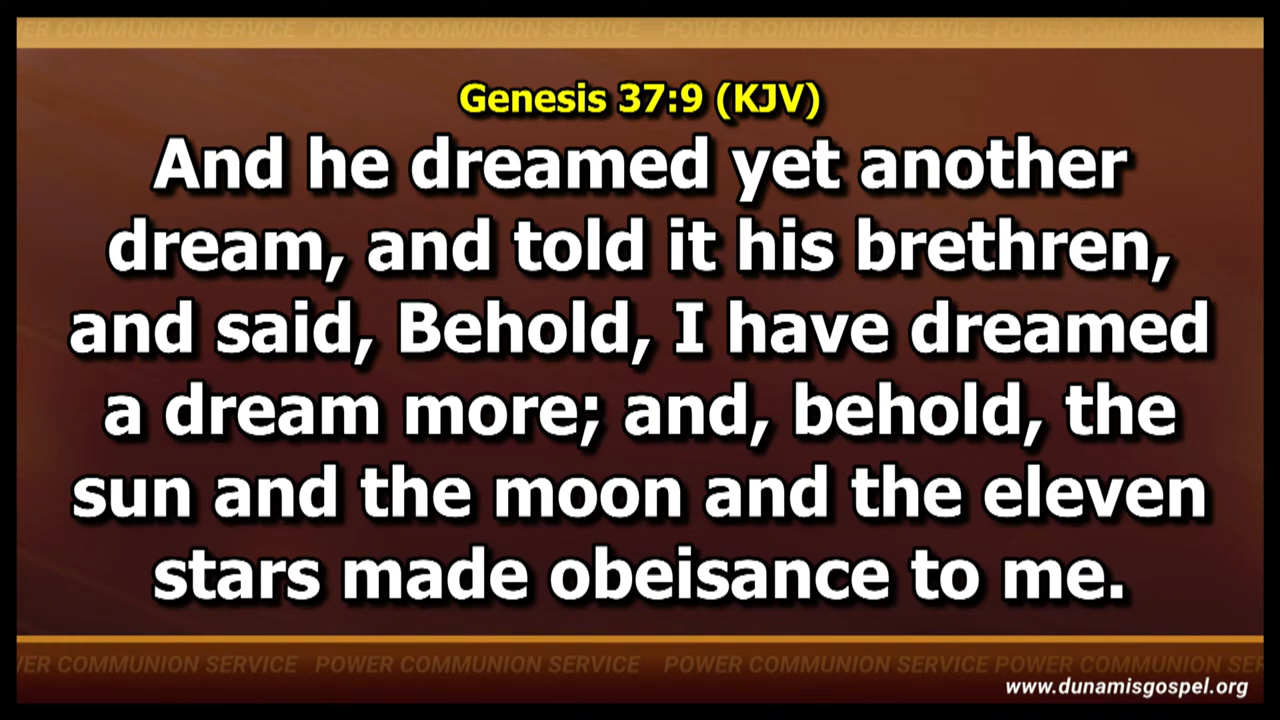 ER COMMUNION SERVICE POWER COMMUNION SERVICE POWER COMMUNION SERVICE POWER COMMUNION SER
Genesis 37:9 (KJV)
And he dreamed yet another
dream, and told it his brethren,
and said, Behold, I have dreamed
a dream more; and, behold, the
sun and the moon and the eleven
stars made obeisance to me.
ER COMMUNION SERVICE POWER COMMUNION SERVICE POWER COMMUNION SERVICE POWER COMMUNION SER
www.dunamisgospel.org